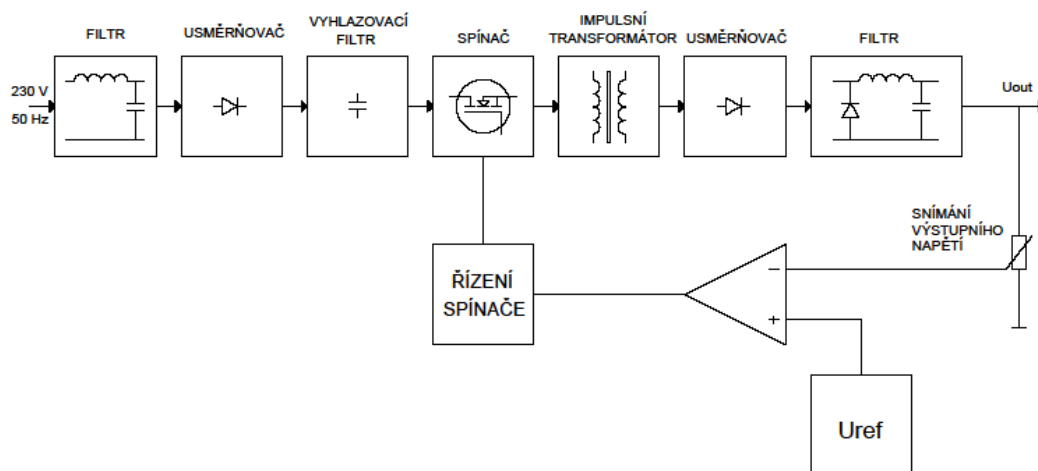 FILTR
USMĚRŇOVAČ
VYHLAZOVACÍ
FILTR
SPÍNAČ
IMPULSNÍ
TRANSFORMÁTOR
USMĚRŇOVAČ
FILTR
230 V
50 Hz
Uout
SNÍMÁNÍ
VÝSTUPNÍHO
NAPĚTÍ
ŘÍZENÍ
SPÍNAČE
−
+
Uref